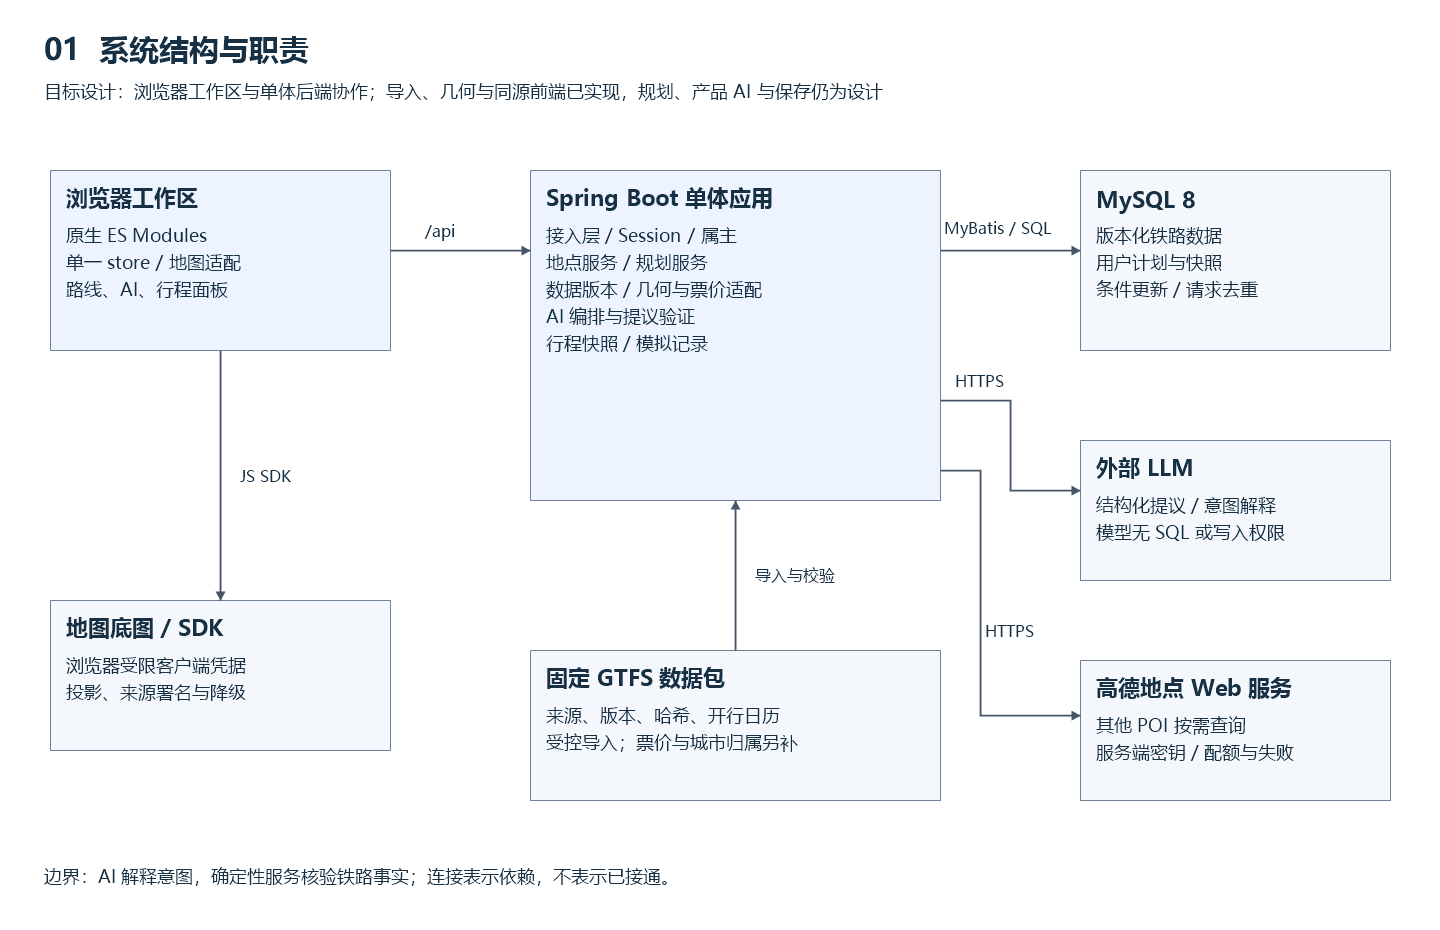 01 系统结构与职责
目标设计：浏览器工作区与单体后端协作；导入、几何与同源前端已实现，规划、产品 AI 与保存仍为设计
浏览器工作区
原生 ES Modules
单一 store / 地图适配
路线、AI、行程面板
/api
Spring Boot 单体应用
接入层 / Session / 属主
地点服务 / 规划服务
数据版本 / 几何与票价适配
AI 编排与提议验证
行程快照 / 模拟记录
MyBatis / SQL
MySQL 8
版本化铁路数据
用户计划与快照
条件更新 / 请求去重
HTTPS
外部 LLM
结构化提议 / 意图解释
模型无 SQL 或写入权限
JS SDK
导入与校验
HTTPS
地图底图 / SDK
浏览器受限客户端凭据
投影、来源署名与降级
固定 GTFS 数据包
来源、版本、哈希、开行日历
受控导入；票价与城市归属另补
高德地点 Web 服务
其他 POI 按需查询
服务端密钥 / 配额与失败
边界：AI 解释意图，确定性服务核验铁路事实；连接表示依赖，不表示已接通。